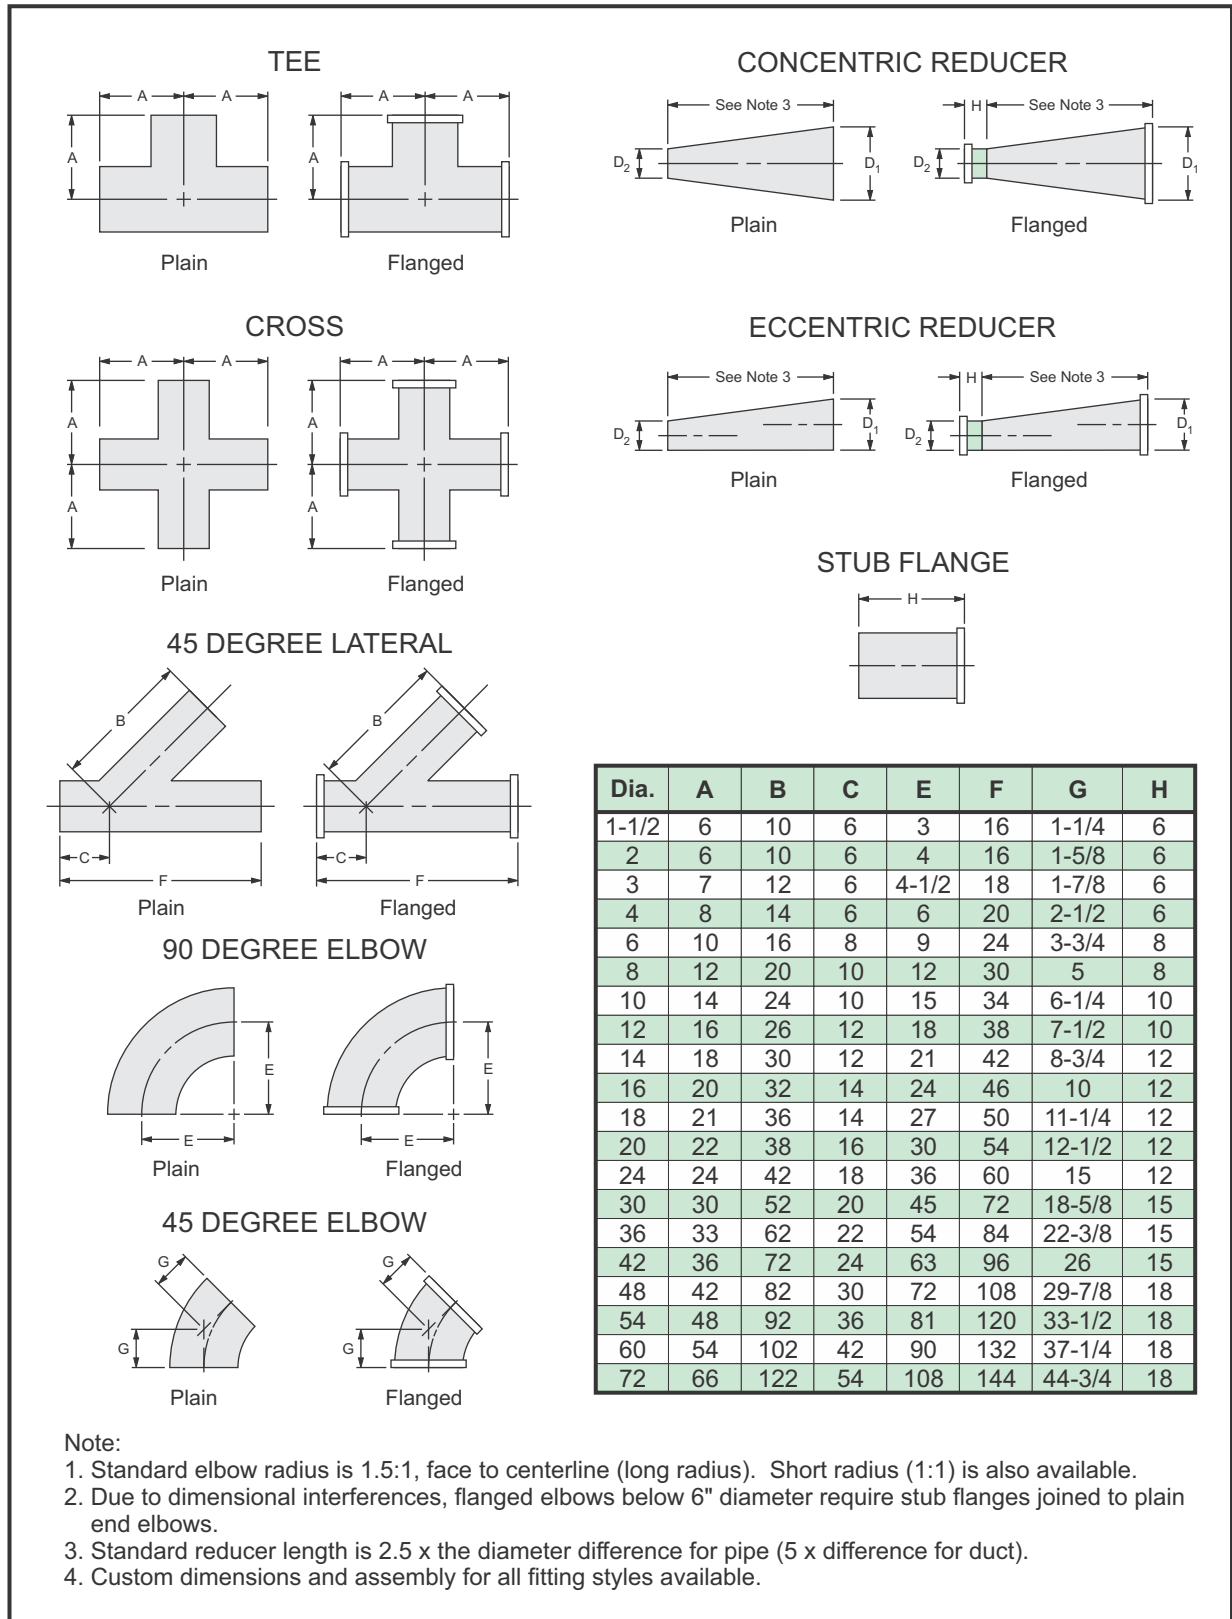 TEE
A A
A
Plain
A A
A
Flanged
CROSS
A A
A
A
Plain
A A
A
A
Flanged
45 DEGREE LATERAL
B
C
F
Plain
B
C
F
Flanged
90 DEGREE ELBOW
E
E
Plain
E
E
Flanged
45 DEGREE ELBOW
G
G
Plain
G
G
Flanged
CONCENTRIC REDUCER
See Note 3
D2 D1
Plain
H See Note 3
D2 D1
Flanged
ECCENTRIC REDUCER
See Note 3
D2 D1
Plain
H See Note 3
D2 D1
Flanged
STUB FLANGE
H
Dia. A B C E F G H
1-1/2 6 10 6 3 16 1-1/4 6
2 6 10 6 4 16 1-5/8 6
3 7 12 6 4-1/2 18 1-7/8 6
4 8 14 6 6 20 2-1/2 6
6 10 16 8 9 24 3-3/4 8
8 12 20 10 12 30 5 8
10 14 24 10 15 34 6-1/4 10
12 16 26 12 18 38 7-1/2 10
14 18 30 12 21 42 8-3/4 12
16 20 32 14 24 46 10 12
18 21 36 14 27 50 11-1/4 12
20 22 38 16 30 54 12-1/2 12
24 24 42 18 36 60 15 12
30 30 52 20 45 72 18-5/8 15
36 33 62 22 54 84 22-3/8 15
42 36 72 24 63 96 26 15
48 42 82 30 72 108 29-7/8 18
54 48 92 36 81 120 33-1/2 18
60 54 102 42 90 132 37-1/4 18
72 66 122 54 108 144 44-3/4 18
Note:
1. Standard elbow radius is 1.5:1, face to centerline (long radius). Short radius (1:1) is also available.
2. Due to dimensional interferences, flanged elbows below 6" diameter require stub flanges joined to plain
end elbows.
3. Standard reducer length is 2.5 x the diameter difference for pipe (5 x difference for duct).
4. Custom dimensions and assembly for all fitting styles available.